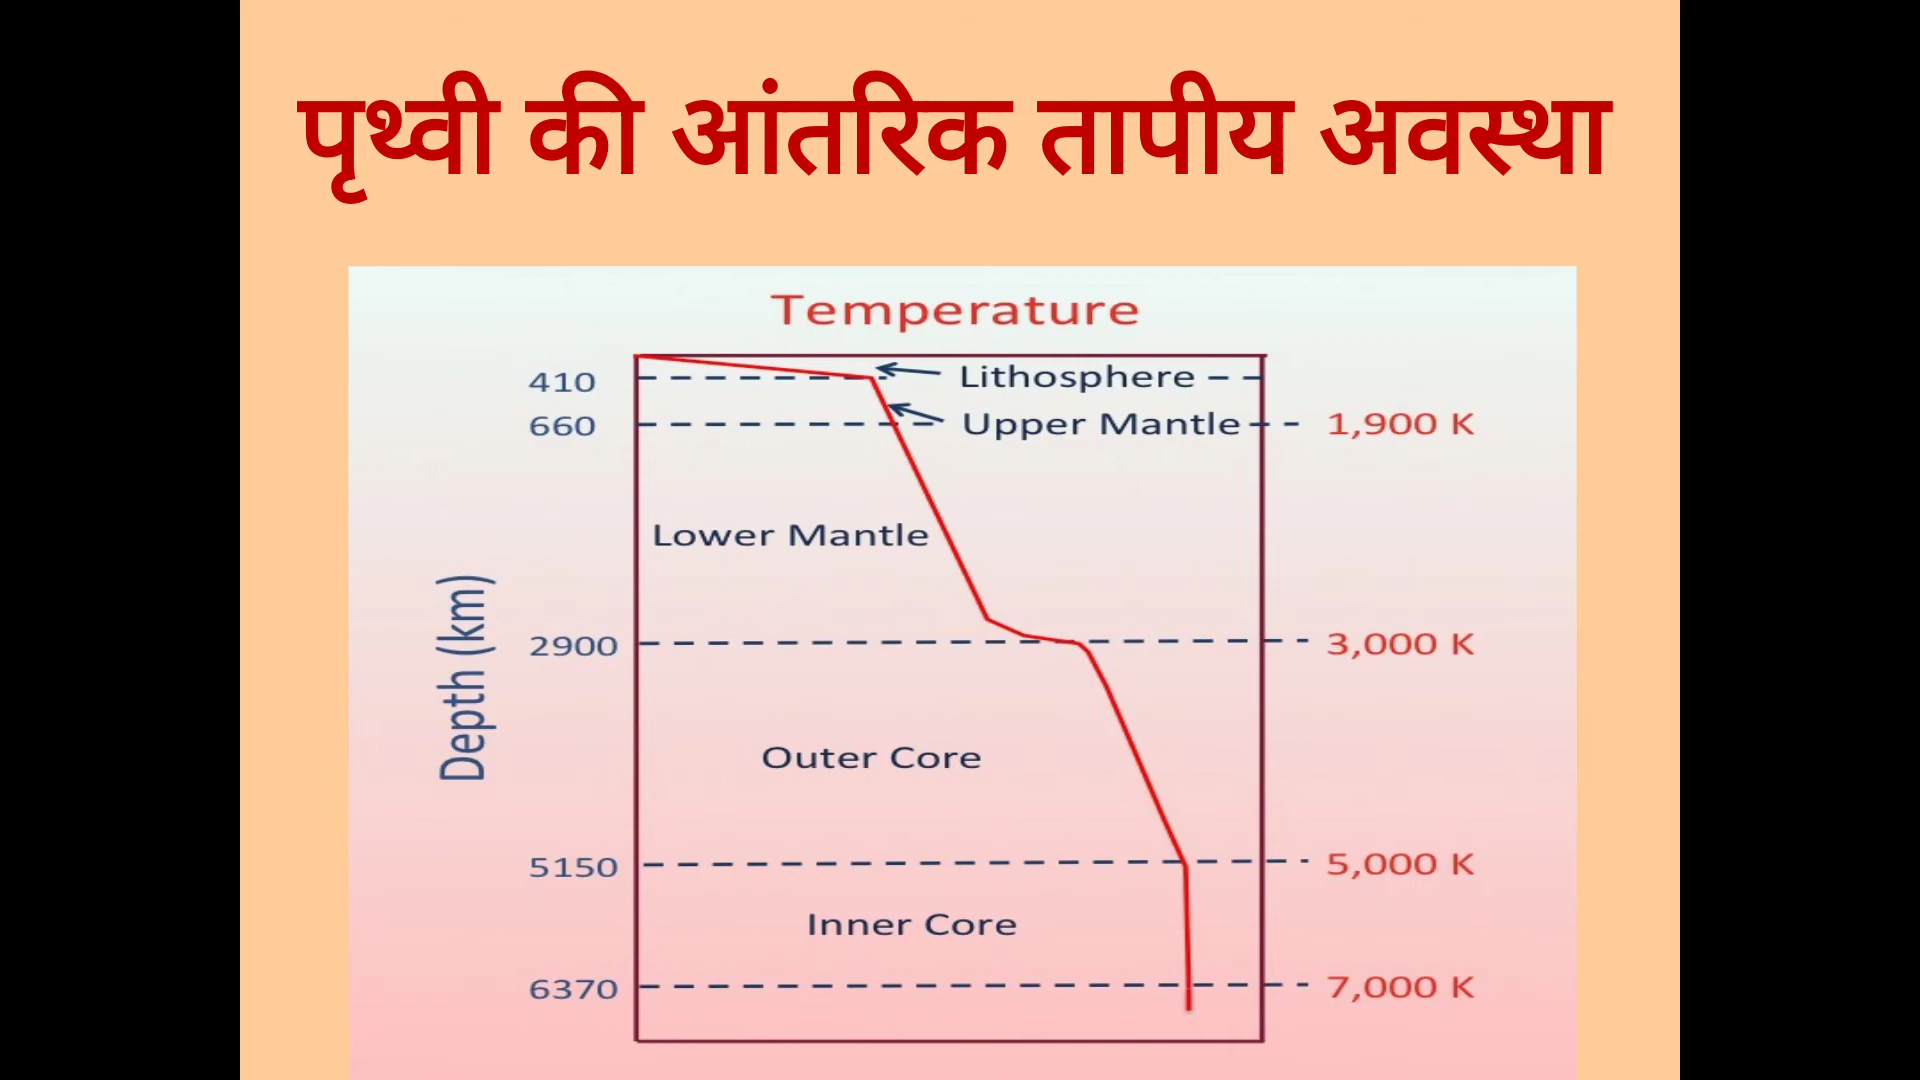 पृथ्वी की आंतरिक तापीय अवस्था
Temperature
410
Lithosphere
660
Upper Mantle
1,900 K
Lower Mantle
Depth (km)
2900
3,000 K
Outer Core
5150
5,000 K
Inner Core
6370
7,000 K